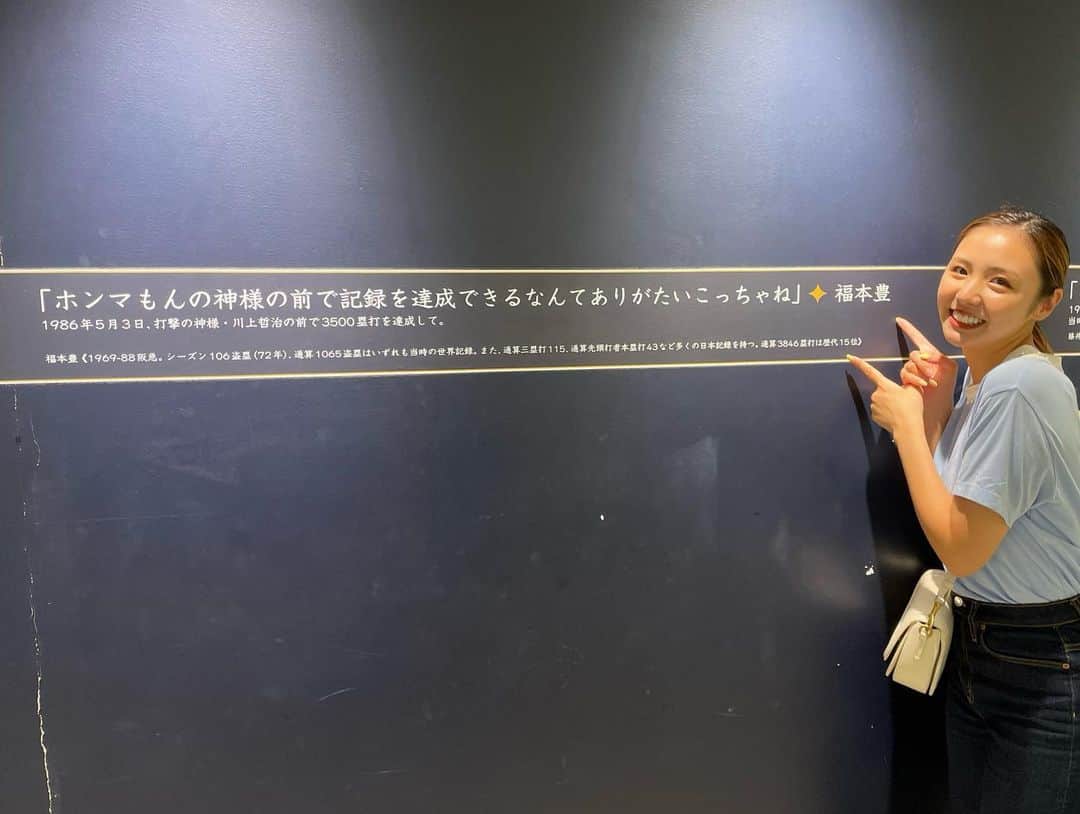 「ホンマもんの神様の前で記録を達成できるなんてありがたいこっちゃね」✦福本豊
1986年5月3日、打撃の神様・川上哲治の前で3500塁打を達成して。
福本豊《1969-88阪急。シーズン106盗塁(72年)、通算1065盗塁はいずれも当時の世界記録。また、通算三塁打115、通算先頭打者本塁打43など多くの日本記録を持つ。通算3846塁打は歴代15位》
「
19
当時